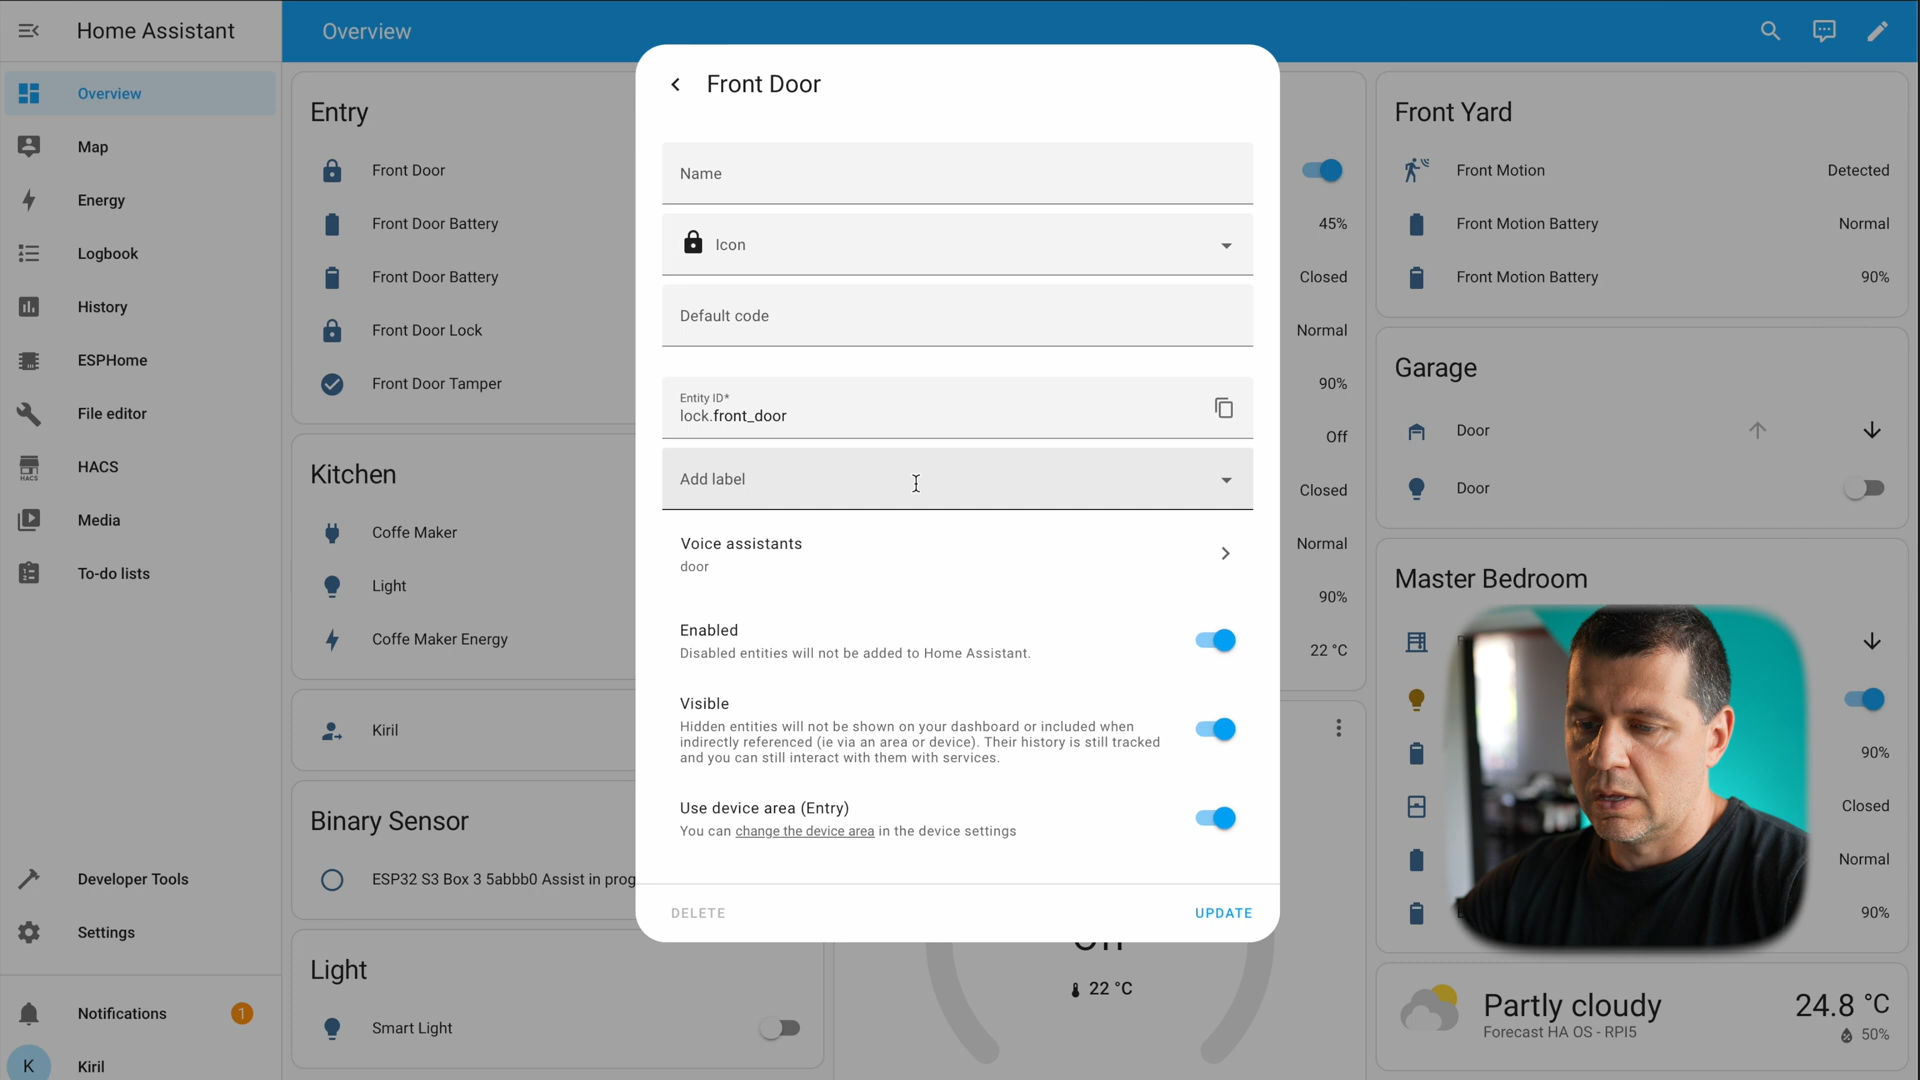 Home Assistant
Overview
Overview
Map
Energy
Logbook
History
ESPHome
File editor
HACS
HACS
Media
To-do lists
Developer Tools
Settings
Notifications
1
K
Kiril
Entry
Front Door
Front Door Battery
Front Door Battery
Front Door Lock
Front Door Tamper
Kitchen
Coffe Maker
Light
Coffe Maker Energy
Kiril
Binary Sensor
ESP32 S3 Box 3 5abbb0 Assist in prog
Light
Smart Light
Front Door
Name
Icon
Default code
Entity ID*
lock.front_door
Add label
Voice assistants
door
Enabled
Disabled entities will not be added to Home Assistant.
Visible
Hidden entities will not be shown on your dashboard or included when
indirectly referenced (ie via an area or device). Their history is still tracked
and you can still interact with them with services.
Use device area (Entry)
You can change the device area in the device settings
DELETE
UPDATE
22 °C
45%
Closed
Normal
90%
Off
Closed
Normal
90%
22 °C
Front Yard
Front Motion
Detected
Front Motion Battery
Normal
Front Motion Battery
90%
Garage
Door
Door
Master Bedroom
90%
Closed
Normal
90%
Partly cloudy
24.8 °C
Forecast HA OS - RPI5
50%